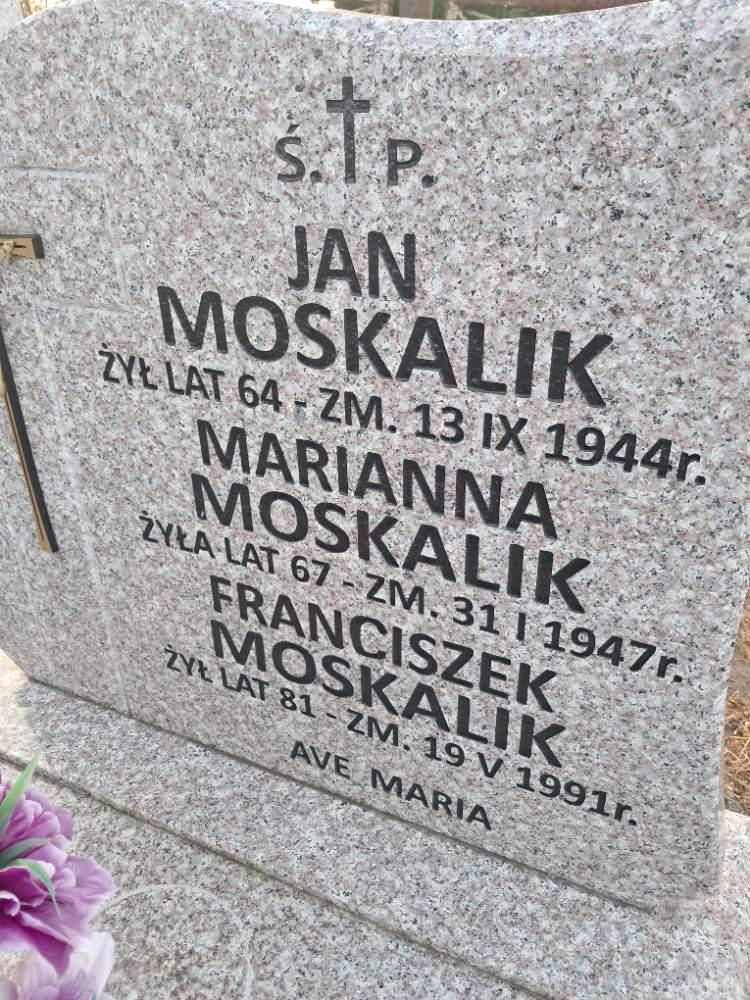 Ś. P.
JAN
MOSKALIK
ŻYŁ LAT 64 - ZM. 13 IX 1944r.
MARIANNA
MOSKALIK
ŻYŁA LAT 67 - ZM. 31 I 1947r.
FRANCISZEK
MOSKALIK
ŻYŁ LAT 81 - ZM. 19 V 1991r.
AVE MARIA